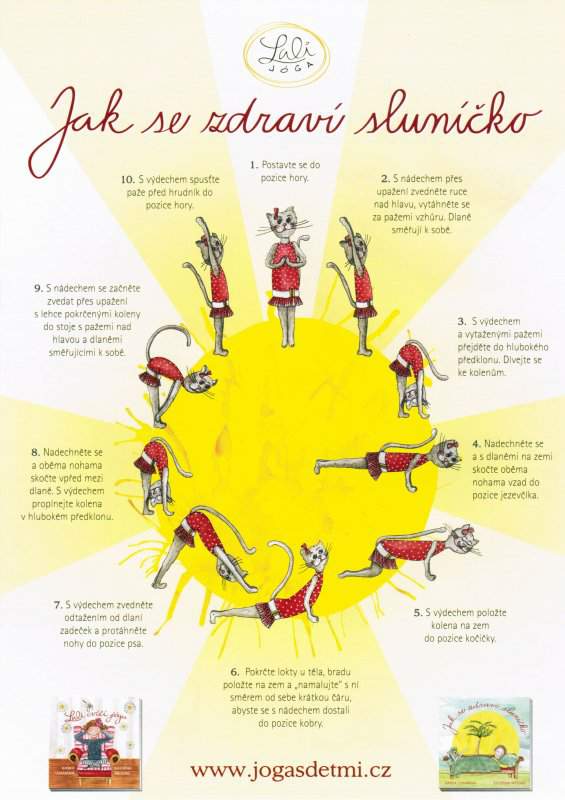 Lali
JÓGA
Jak se zdraví sluníčko
1. Postavte se do
pozice hory.
2. S nádechem přes
upažení zvedněte ruce
nad hlavu, vytáhněte se
za pažemi vzhůru. Dlaně
směřují k sobě.
3. S výdechem
a vytaženými pažemi
přejděte do hlubokého
předklonu. Dívejte se
ke kolenům.
4. Nadechněte se
a s dlaněmi na zemi
skočte oběma
nohama vzad do
pozice jezevčíka.
5. S výdechem položte
kolena na zem
do pozice kočičky.
6. Pokrčte lokty u těla, bradu
položte na zem a „namalujte“ s ní
směrem od sebe krátkou čáru,
abyste se s nádechem dostali
do pozice kobry.
7. S výdechem zvedněte
odtažením od dlaní
zadeček a protáhněte
nohy do pozice psa.
8. Nadechněte se
a oběma nohama
skočte vpřed mezi
dlaně. S výdechem
propínejte kolena
v hlubokém předklonu.
9. S nádechem se začněte
zvedat přes upažení
s lehce pokrčenými koleny
do stoje s pažemi nad
hlavou a dlaněmi
směřujícími k sobě.
10. S výdechem spusťte
paže před hrudník do
pozice hory.
Lali cvičí jógu
Jak se zdraví sluníčko
www.jogasdetmi.cz